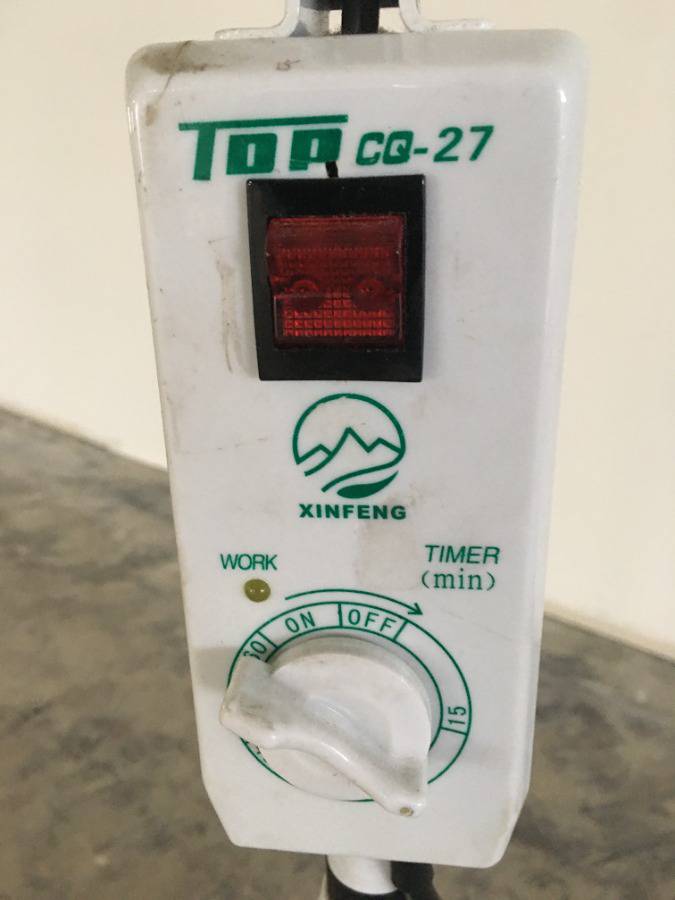 TOP CQ-27
XINFENG
WORK
TIMER
(min)
ON OFF
15